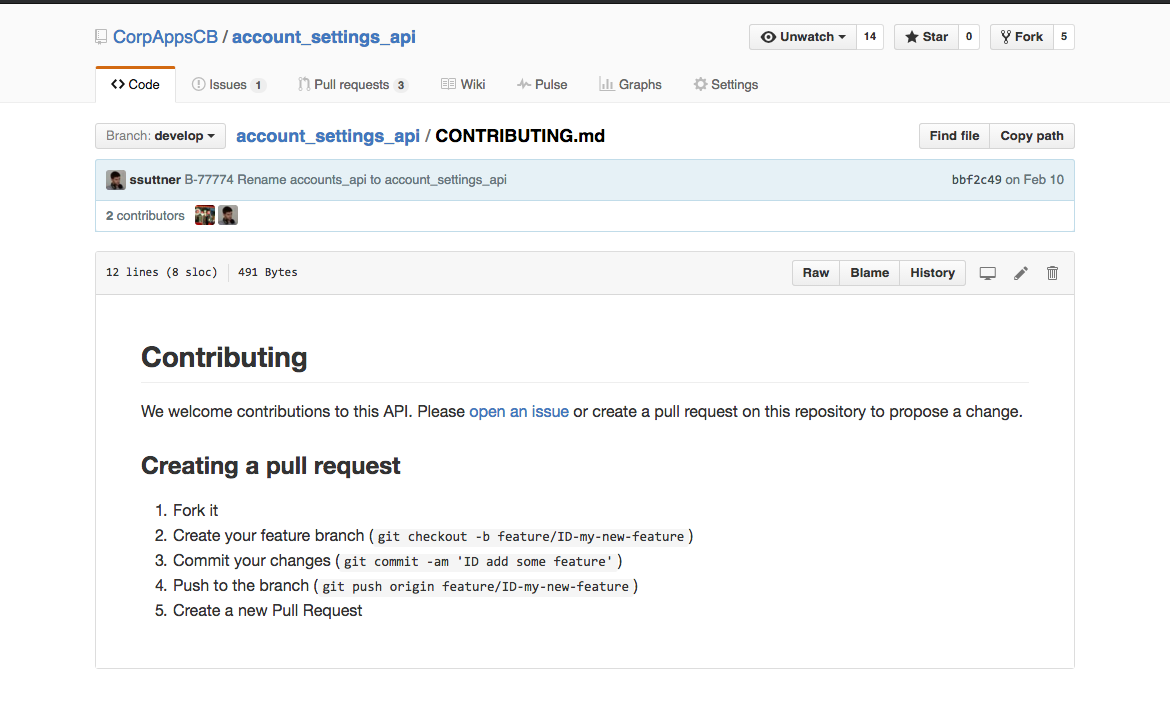 CorpAppsCB / account_settings_api Unwatch 14 Star 0 Fork 5
Code Issues 1 Pull requests 3 Wiki Pulse Graphs Settings
Branch: develop account_settings_api / CONTRIBUTING.md Find file Copy path
ssuttner B-77774 Rename accounts_api to account_settings_api bbf2c49 on Feb 10
2 contributors
12 lines (8 sloc) 491 Bytes Raw Blame History
Contributing
We welcome contributions to this API. Please open an issue or create a pull request on this repository to propose a change.
Creating a pull request
1. Fork it
2. Create your feature branch ( git checkout -b feature/ID-my-new-feature )
3. Commit your changes ( git commit -am 'ID add some feature' )
4. Push to the branch ( git push origin feature/ID-my-new-feature )
5. Create a new Pull Request